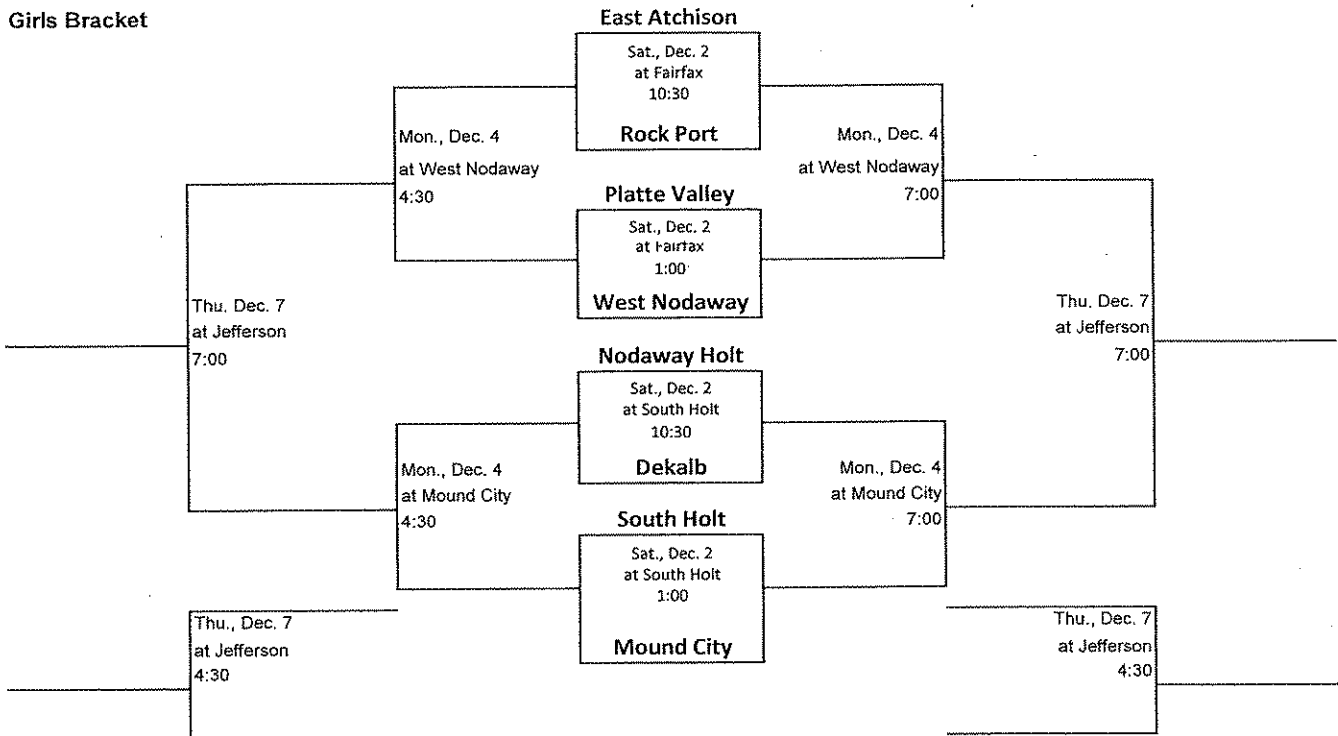 Girls Bracket
East Atchison
Sat., Dec. 2
at Fairfax
10:30
Rock Port
Mon., Dec. 4
at West Nodaway
4:30
Mon., Dec. 4
at West Nodaway
7:00
Platte Valley
Sat., Dec. 2
at Fairfax
1:00
West Nodaway
Thu. Dec. 7
at Jefferson
7:00
Thu. Dec. 7
at Jefferson
7:00
Nodaway Holt
Sat., Dec. 2
at South Holt
10:30
Dekalb
Mon., Dec. 4
at Mound City
4:30
Mon., Dec. 4
at Mound City
7:00
South Holt
Sat., Dec. 2
at South Holt
1:00
Mound City
Thu., Dec. 7
at Jefferson
4:30
Thu., Dec. 7
at Jefferson
4:30